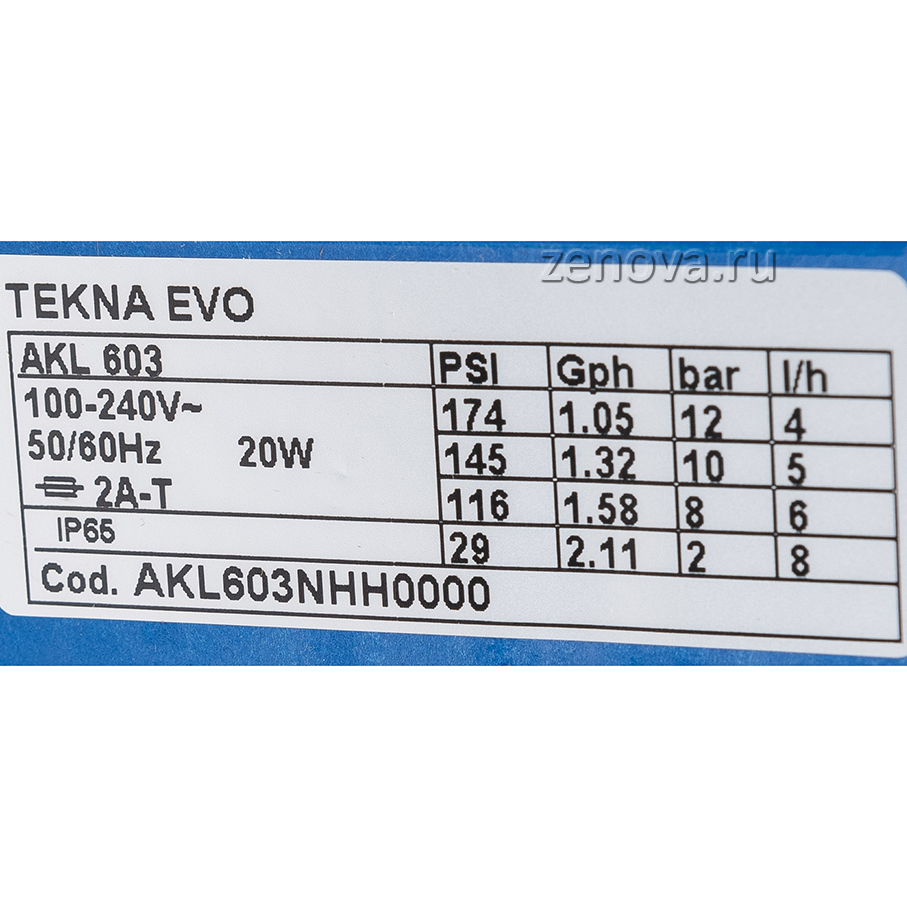 zenova.ru
TEKNA EVO
AKL 603 PSI Gph bar l/h
100-240V~ 174 1.05 12 4
50/60Hz 20W 145 1.32 10 5
2A-T 116 1.58 8 6
IP65 29 2.11 2 8
Cod. AKL603NHH0000